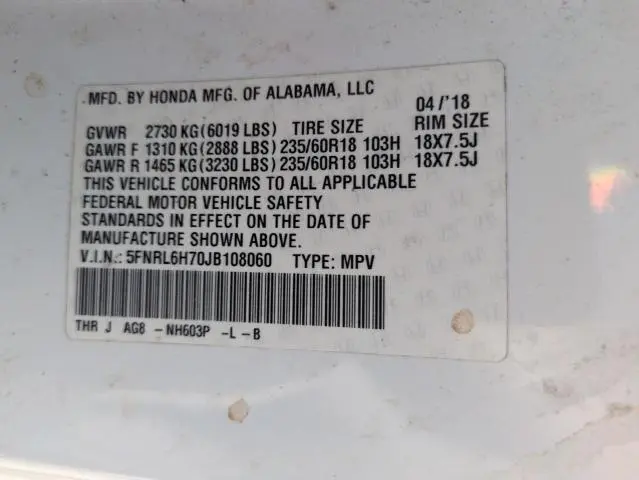 MFD. BY HONDA MFG. OF ALABAMA, LLC
04/'18
GVWR 2730 KG(6019 LBS) TIRE SIZE RIM SIZE
GAWR F 1310 KG(2888 LBS)235/60R18 103H 18X7.5J
GAWR R 1465 KG(3230 LBS)235/60R18 103H 18X7.5J
THIS VEHICLE CONFORMS TO ALL APPLICABLE
FEDERAL MOTOR VEHICLE SAFETY
STANDARDS IN EFFECT ON THE DATE OF
MANUFACTURE SHOWN ABOVE.
V.I.N.: 5FNRL6H70JB108060 TYPE: MPV
THR J AG8 -NH603P -L-B